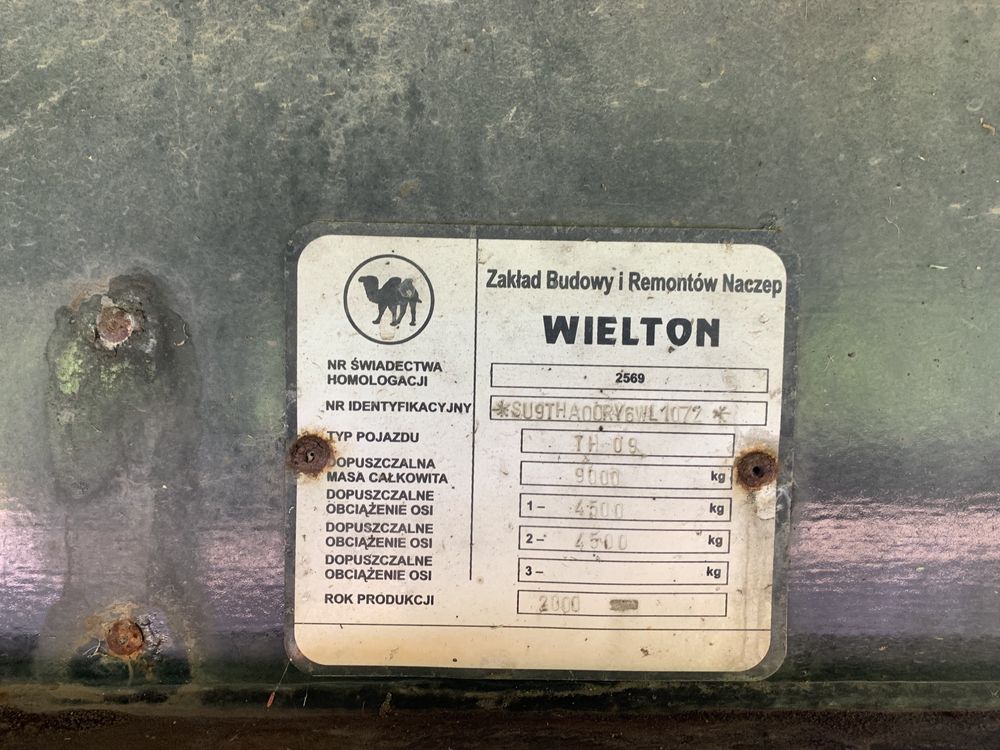 Zakład Budowy i Remontów Naczep
WIELTON
NR ŚWIADECTWA
HOMOLOGACJI 2569
NR IDENTYFIKACYJNY *SU9THA00RY6WL1072*
TYP POJAZDU TH-09
DOPUSZCZALNA
MASA CAŁKOWITA 9000 kg
DOPUSZCZALNE
OBCIĄŻENIE OSI 1– 4500 kg
DOPUSZCZALNE
OBCIĄŻENIE OSI 2– 4500 kg
DOPUSZCZALNE
OBCIĄŻENIE OSI 3– kg
ROK PRODUKCJI 2000